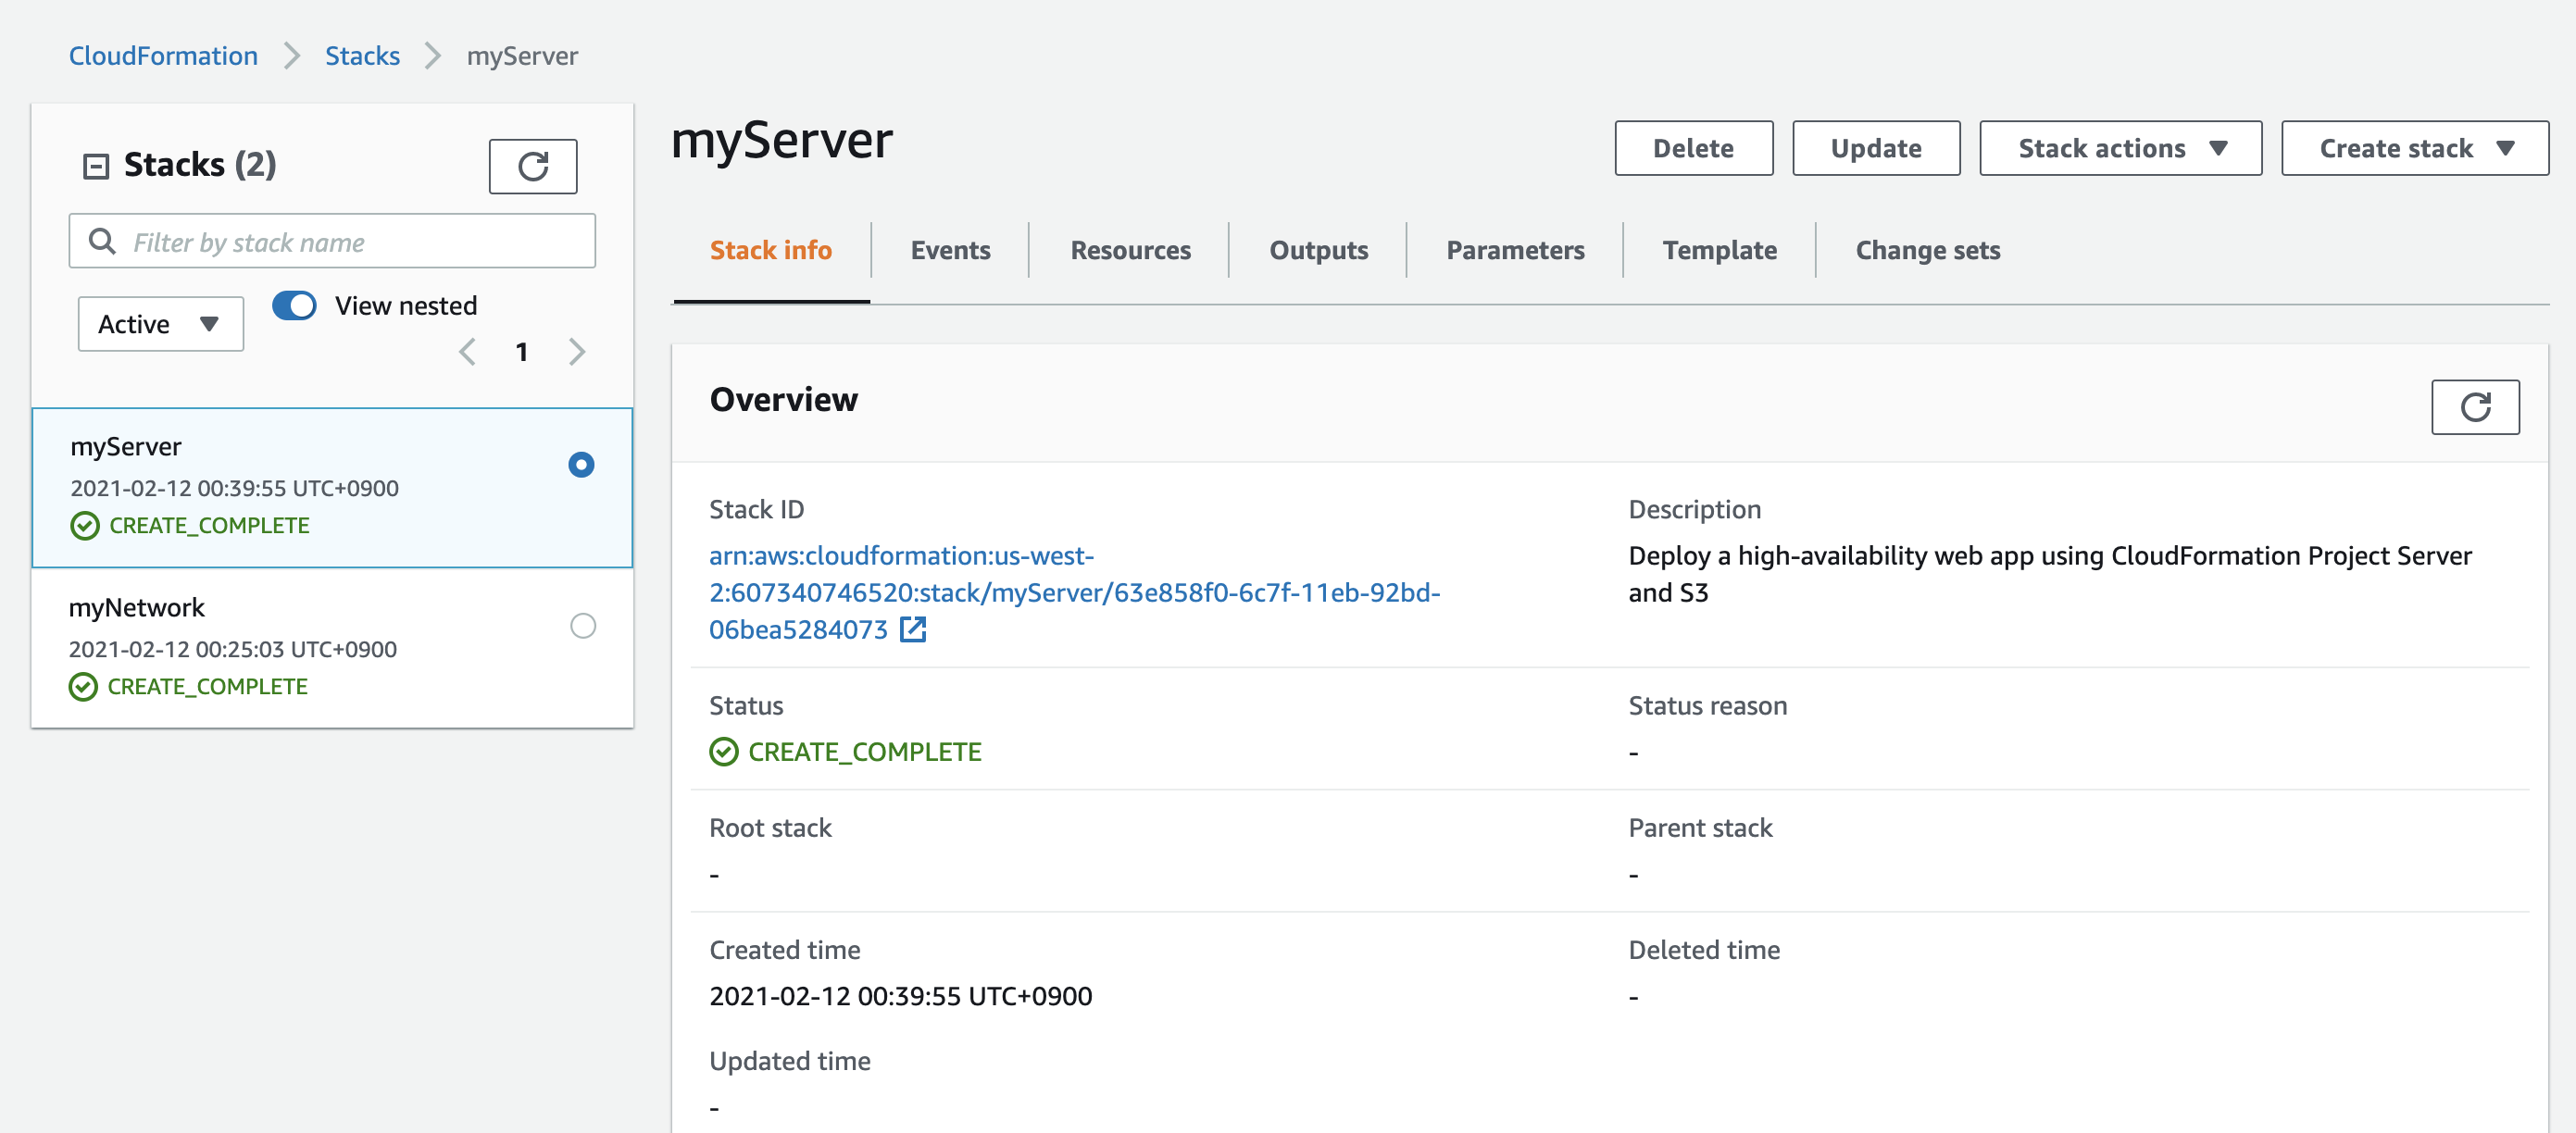 CloudFormation Stacks myServer
Stacks (2)
Filter by stack name
Active View nested
1
myServer
2021-02-12 00:39:55 UTC+0900
CREATE_COMPLETE
myNetwork
2021-02-12 00:25:03 UTC+0900
CREATE_COMPLETE
myServer
Delete Update Stack actions Create stack
Stack info Events Resources Outputs Parameters Template Change sets
Overview
Stack ID
arn:aws:cloudformation:us-west-
2:607340746520:stack/myServer/63e858f0-6c7f-11eb-92bd-
06bea5284073
Description
Deploy a high-availability web app using CloudFormation Project Server
and S3
Status
CREATE_COMPLETE
Status reason
-
Root stack
-
Parent stack
-
Created time
2021-02-12 00:39:55 UTC+0900
Deleted time
-
Updated time
-